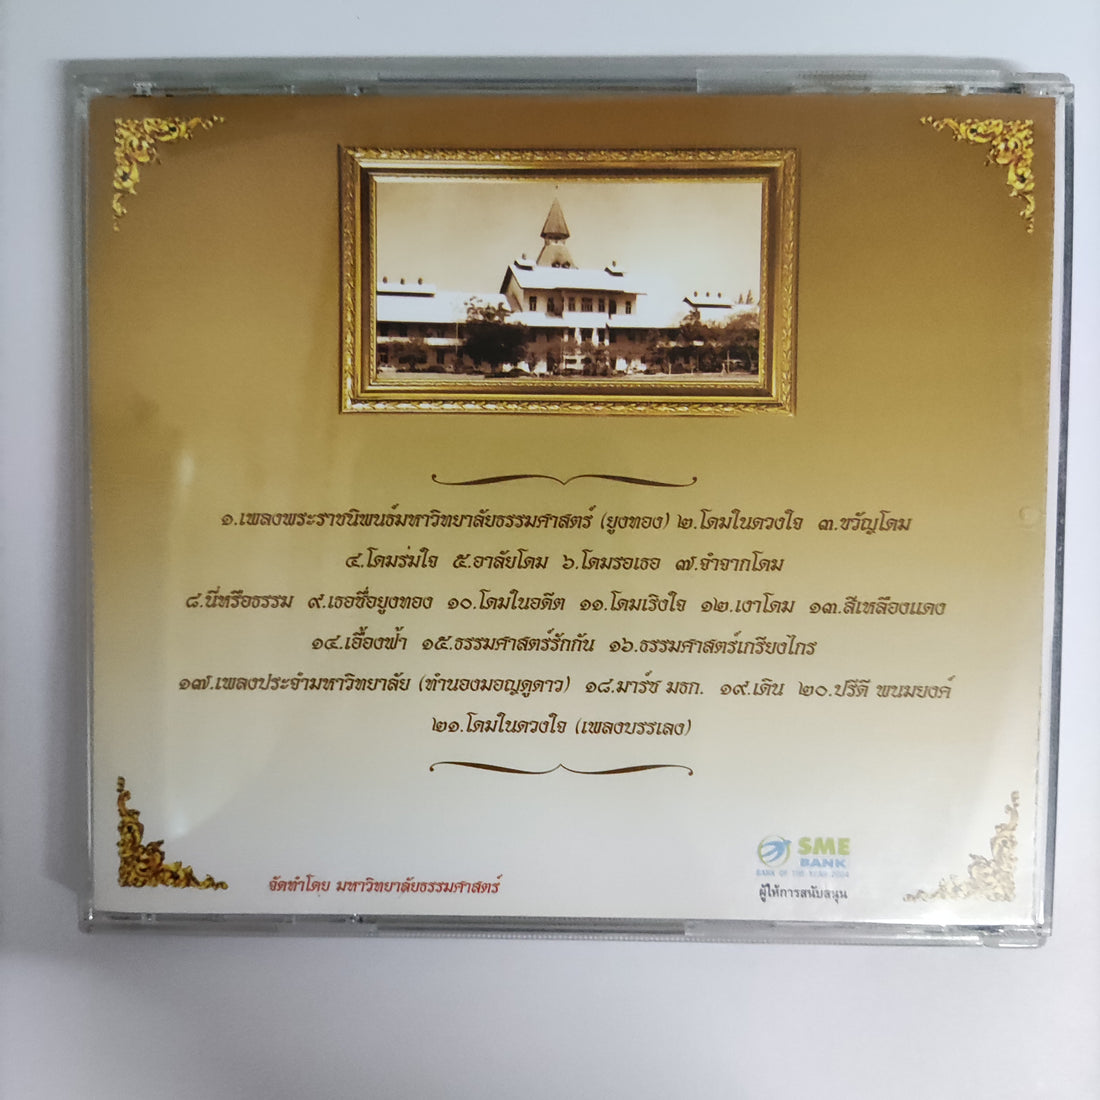 ๑.เพลงพระราชนิพนธ์มหาวิทยาลัยธรรมศาสตร์ (ยูงทอง) ๒.โดมในดวงใจ ๓.ขวัญโดม
๔.โดมร่มใจ ๕.อาลัยโดม ๖.โดมรอเธอ ๗.จำจากโดม
๘.นี่หรือธรรม ๙.เธอชื่อยูงทอง ๑๐.โดมในอดีต ๑๑.โดมเริงใจ ๑๒.เงาโดม ๑๓.สีเหลืองแดง
๑๔.เอื้องฟ้า ๑๕.ธรรมศาสตร์รักกัน ๑๖.ธรรมศาสตร์เกรียงไกร
๑๗.เพลงประจำมหาวิทยาลัย (ทำนองมอญดูดาว) ๑๘.มาร์ช มธก. ๑๙.เดิน ๒๐.ปรีดี พนมยงค์
๒๑.โดมในดวงใจ (เพลงบรรเลง)
SME
BANK
BANK OF THE YEAR 2004
ผู้ให้การสนับสนุน
จัดทำโดย มหาวิทยาลัยธรรมศาสตร์